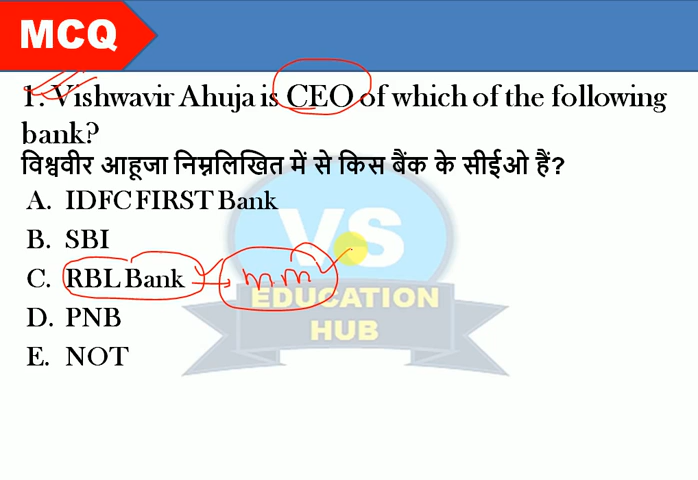 MCQ
1. Vishwavir Ahuja is CEO of which of the following
bank?
विश्ववीर आहूजा निम्नलिखित में से किस बैंक के सीईओ हैं?
A. IDFC FIRST Bank
B. SBI
C. RBL Bank
D. PNB
E. NOT
VS
EDUCATION
HUB